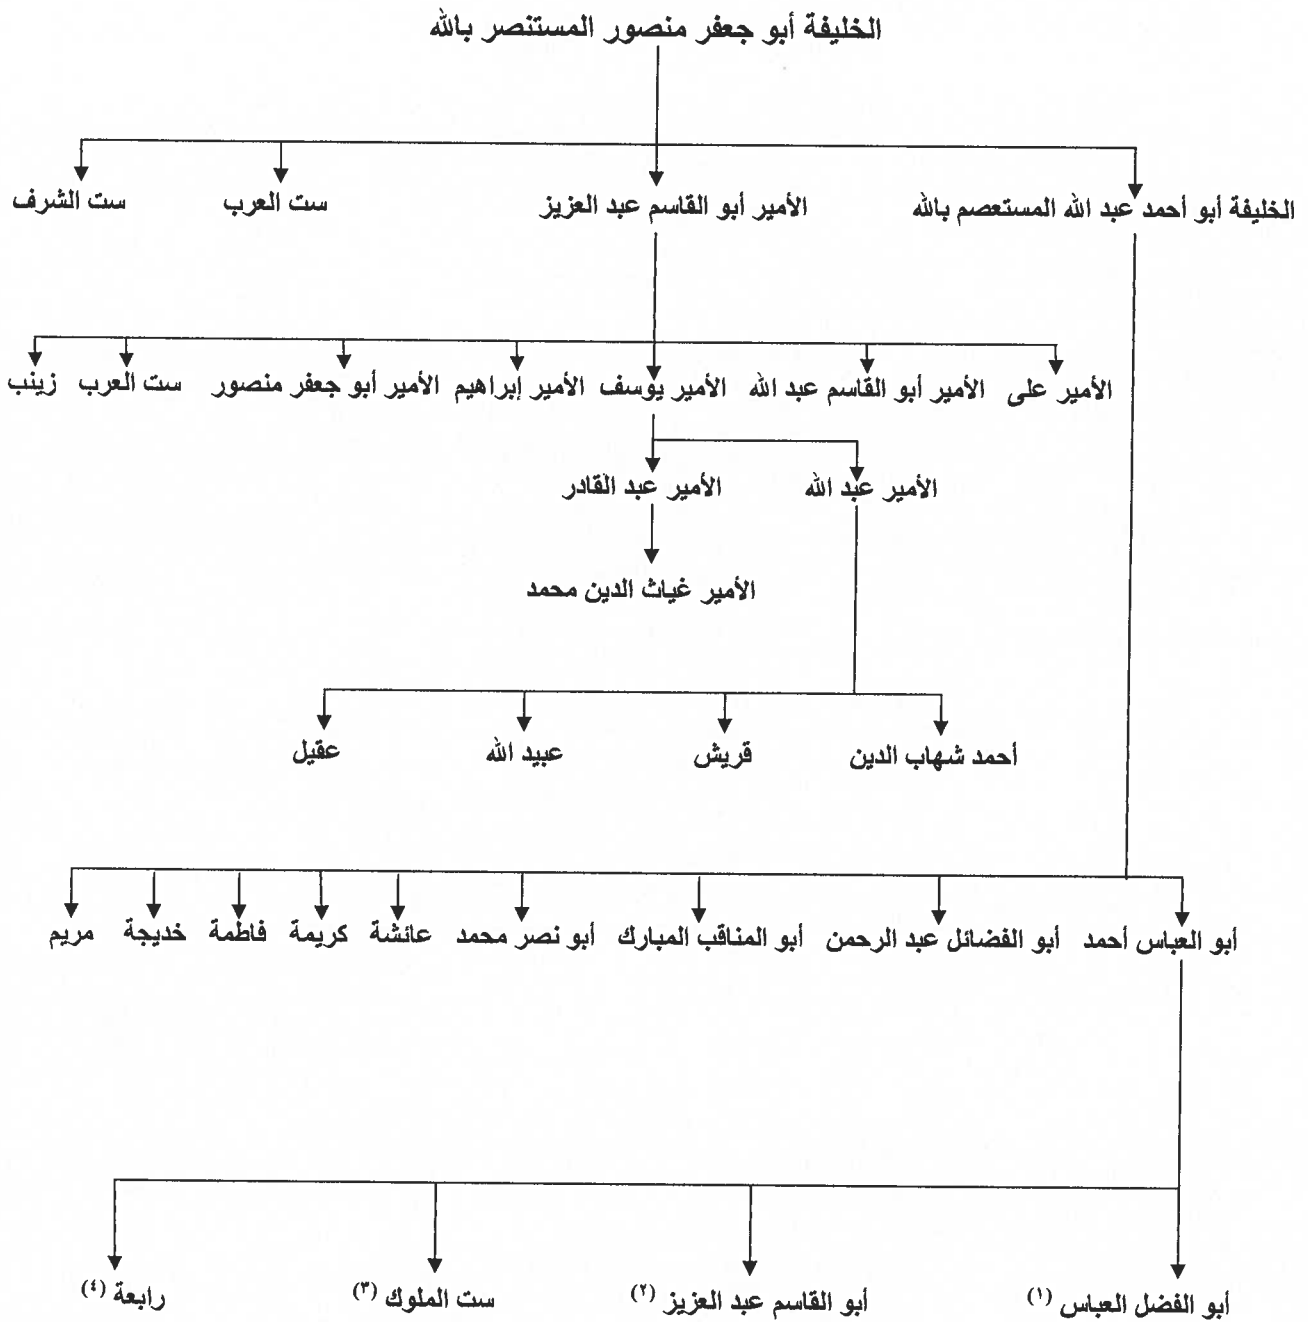 الخليفة أبو جعفر منصور المستنصر بالله
الخليفة أبو أحمد عبد الله المستعصم بالله
الأمير أبو القاسم عبد العزيز
ست العرب
ست الشرف
الأمير على
الأمير أبو القاسم عبد الله
الأمير يوسف
الأمير إبراهيم
الأمير أبو جعفر منصور
ست العرب
زينب
الأمير عبد الله
الأمير عبد القادر
الأمير غياث الدين محمد
أحمد شهاب الدين
قريش
عبيد الله
عقيل
أبو العباس أحمد
أبو الفضائل عبد الرحمن
أبو المناقب المبارك
أبو نصر محمد
عائشة
كريمة
فاطمة
خديجة
مريم
أبو الفضل العباس (١)
أبو القاسم عبد العزيز (٢)
ست الملوك (٣)
رابعة (٤)